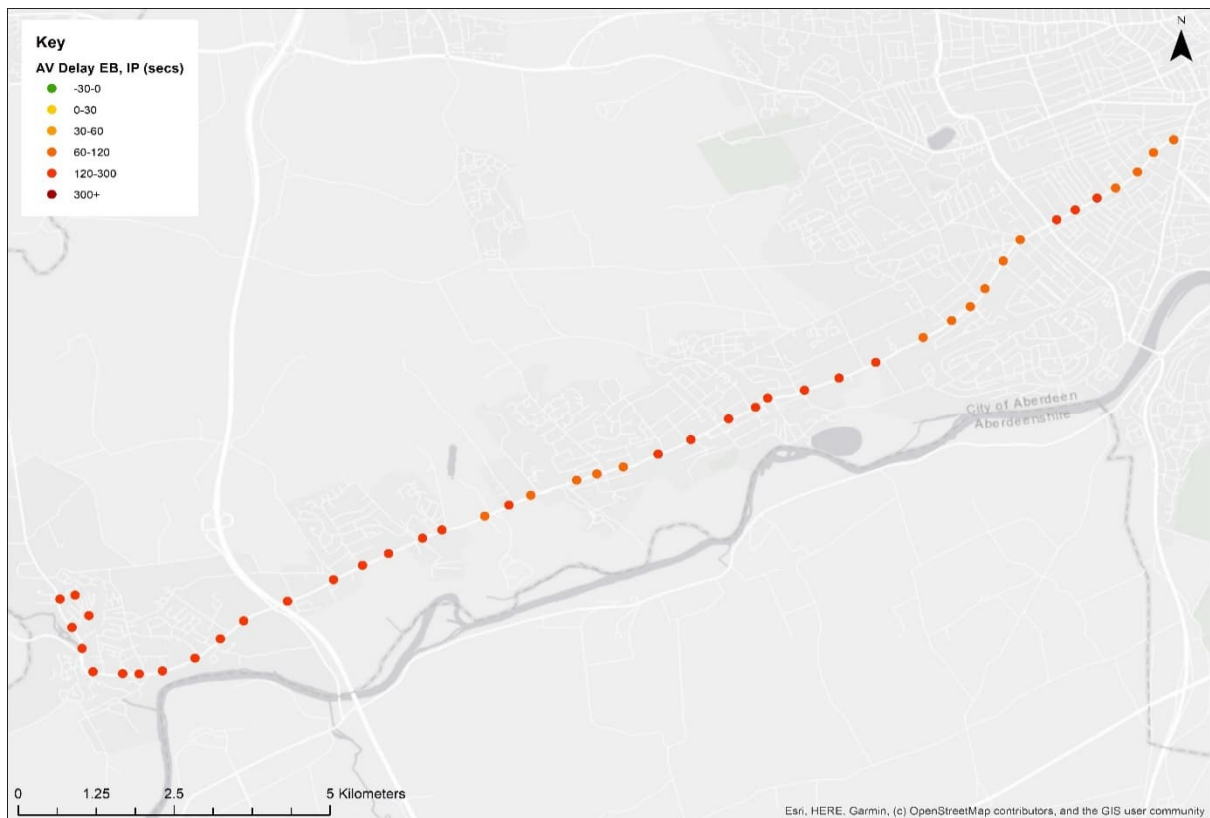 Key
AV Delay EB, IP (secs)
-30-0
0-30
30-60
60-120
120-300
300+
N
City of Aberdeen
Aberdeenshire
0 1.25 2.5 5 Kilometers
Esri, HERE, Garmin, (c) OpenStreetMap contributors, and the GIS user community